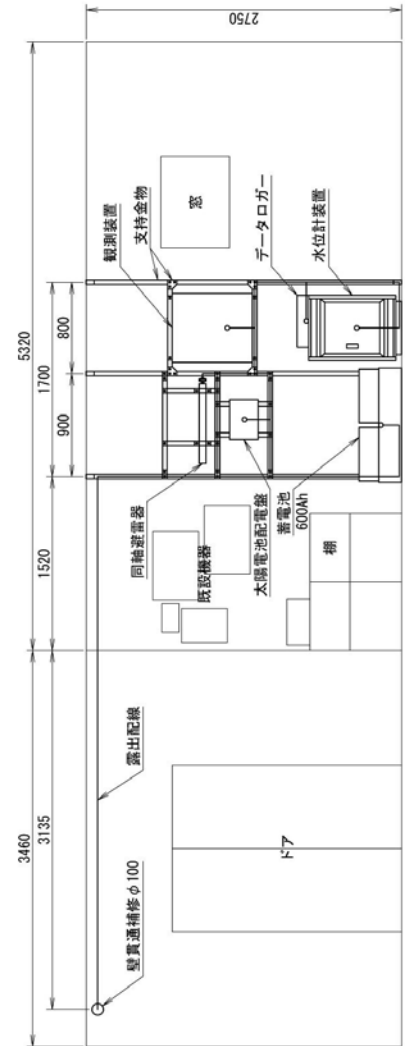 3460
5320
3135
1520
1700
900
800
2750
壁貫通補修φ100
露出配線
同軸避雷器
観測装置
支持金物
既設機器
窓
太陽電池配電盤
データロガー
蓄電池
600Ah
水位計装置
棚
ドア